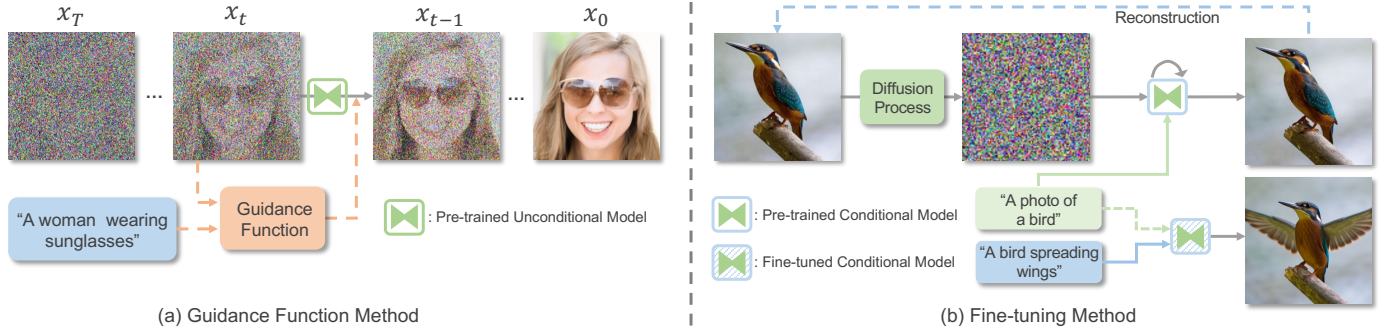 x_T
x_t
x_{t-1}
x_0
...
...
“A woman wearing
sunglasses”
Guidance
Function
: Pre-trained Unconditional Model
(a) Guidance Function Method
Reconstruction
Diffusion
Process
: Pre-trained Conditional Model
: Fine-tuned Conditional Model
“A photo of
a bird”
“A bird spreading
wings”
(b) Fine-tuning Method